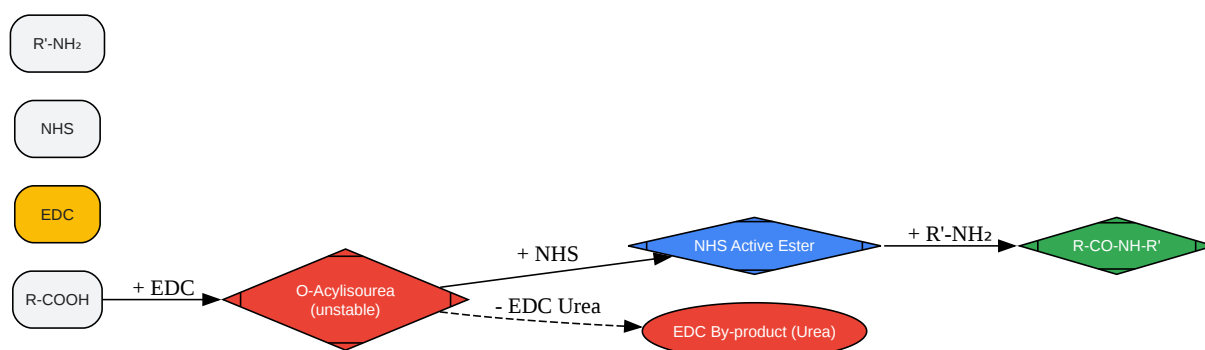 R'-NH₂
NHS
EDC
R-COOH
+ EDC
O-Acylisourea
(unstable)
+ NHS
- EDC Urea
NHS Active Ester
EDC By-product (Urea)
+ R'-NH₂
R-CO-NH-R'